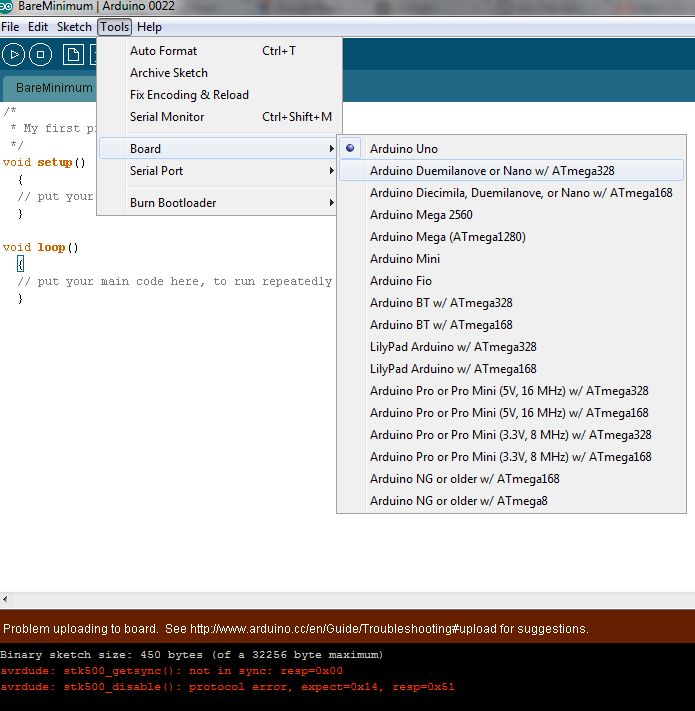 BareMinimum | Arduino 0022
File Edit Sketch Tools Help
Auto Format Ctrl+T
Archive Sketch
Fix Encoding & Reload
Serial Monitor Ctrl+Shift+M
Board
Serial Port
Burn Bootloader
Arduino Uno
Arduino Duemilanove or Nano w/ ATmega328
Arduino Diecimila, Duemilanove, or Nano w/ ATmega168
Arduino Mega 2560
Arduino Mega (ATmega1280)
Arduino Mini
Arduino Fio
Arduino BT w/ ATmega328
Arduino BT w/ ATmega168
LilyPad Arduino w/ ATmega328
LilyPad Arduino w/ ATmega168
Arduino Pro or Pro Mini (5V, 16 MHz) w/ ATmega328
Arduino Pro or Pro Mini (5V, 16 MHz) w/ ATmega168
Arduino Pro or Pro Mini (3.3V, 8 MHz) w/ ATmega328
Arduino Pro or Pro Mini (3.3V, 8 MHz) w/ ATmega168
Arduino NG or older w/ ATmega168
Arduino NG or older w/ ATmega8
BareMinimum
/*
* My first p
*/
void setup()
{
// put your
}
void loop()
{
// put your main code here, to run repeatedly
}
Problem uploading to board. See http://www.arduino.cc/en/Guide/Troubleshooting#upload for suggestions.
Binary sketch size: 450 bytes (of a 32256 byte maximum)
avrdude: stk500_getsync(): not in sync: resp=0x00
avrdude: stk500_disable(): protocol error, expect=0x14, resp=0x51